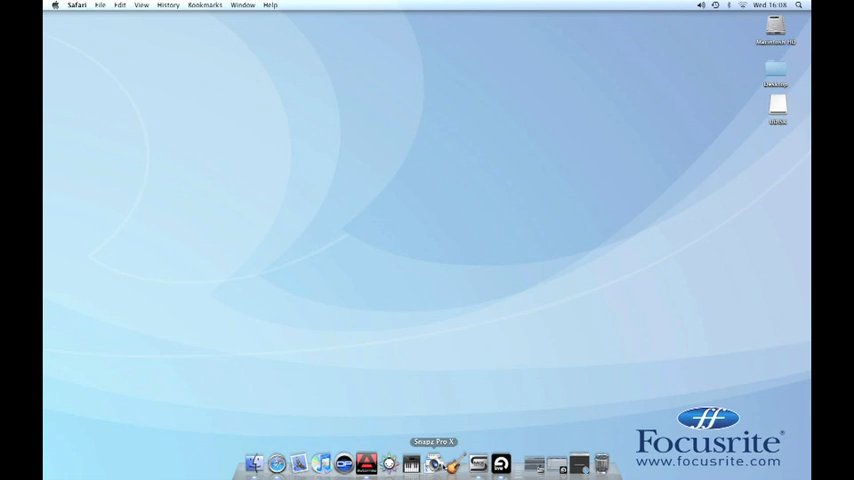 Safari File Edit View History Bookmarks Window Help Wed 16:08
Macintosh HD
Desktop
Snapz Pro X
Focusrite®
www.focusrite.com